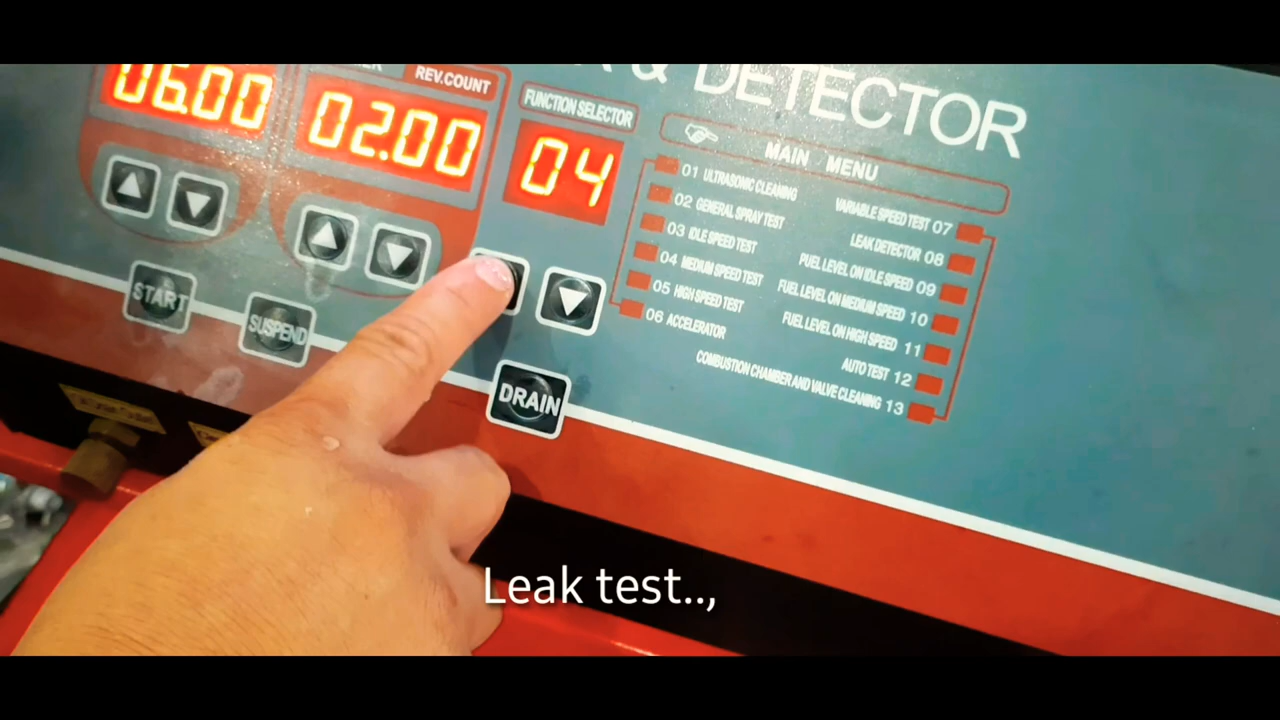 & DETECTOR
REV.COUNT
FUNCTION SELECTOR
06.00
02.00
04
MAIN MENU
01 ULTRASONIC CLEANING
02 GENERAL SPRAY TEST
03 IDLE SPEED TEST
04 MEDIUM SPEED TEST
05 HIGH SPEED TEST
06 ACCELERATOR
VARIABLE SPEED TEST 07
LEAK DETECTOR 08
PUEL LEVEL ON IDLE SPEED 09
FUEL LEVEL ON MEDIUM SPEED 10
FUEL LEVEL ON HIGH SPEED 11
AUTO TEST 12
COMBUSTION CHAMBER AND VALVE CLEANING 13
START
SUSPEND
DRAIN
Leak test..,